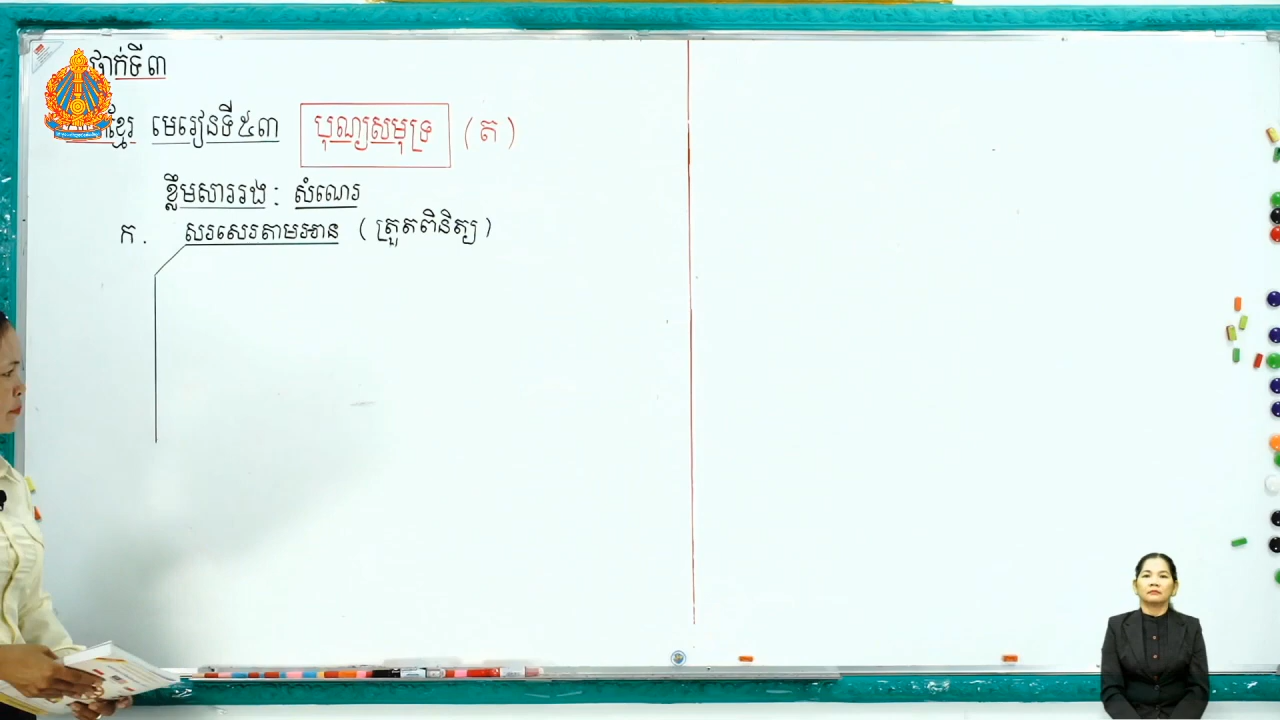 ថ្នាក់ទី៣
ខ្មែរ មេរៀនទី៥៣ បុណ្យសមុទ្រ (ត)
ខ្លឹមសាររង : សំណេរ
ក. សរសេរតាមអាន (ត្រួតពិនិត្យ)